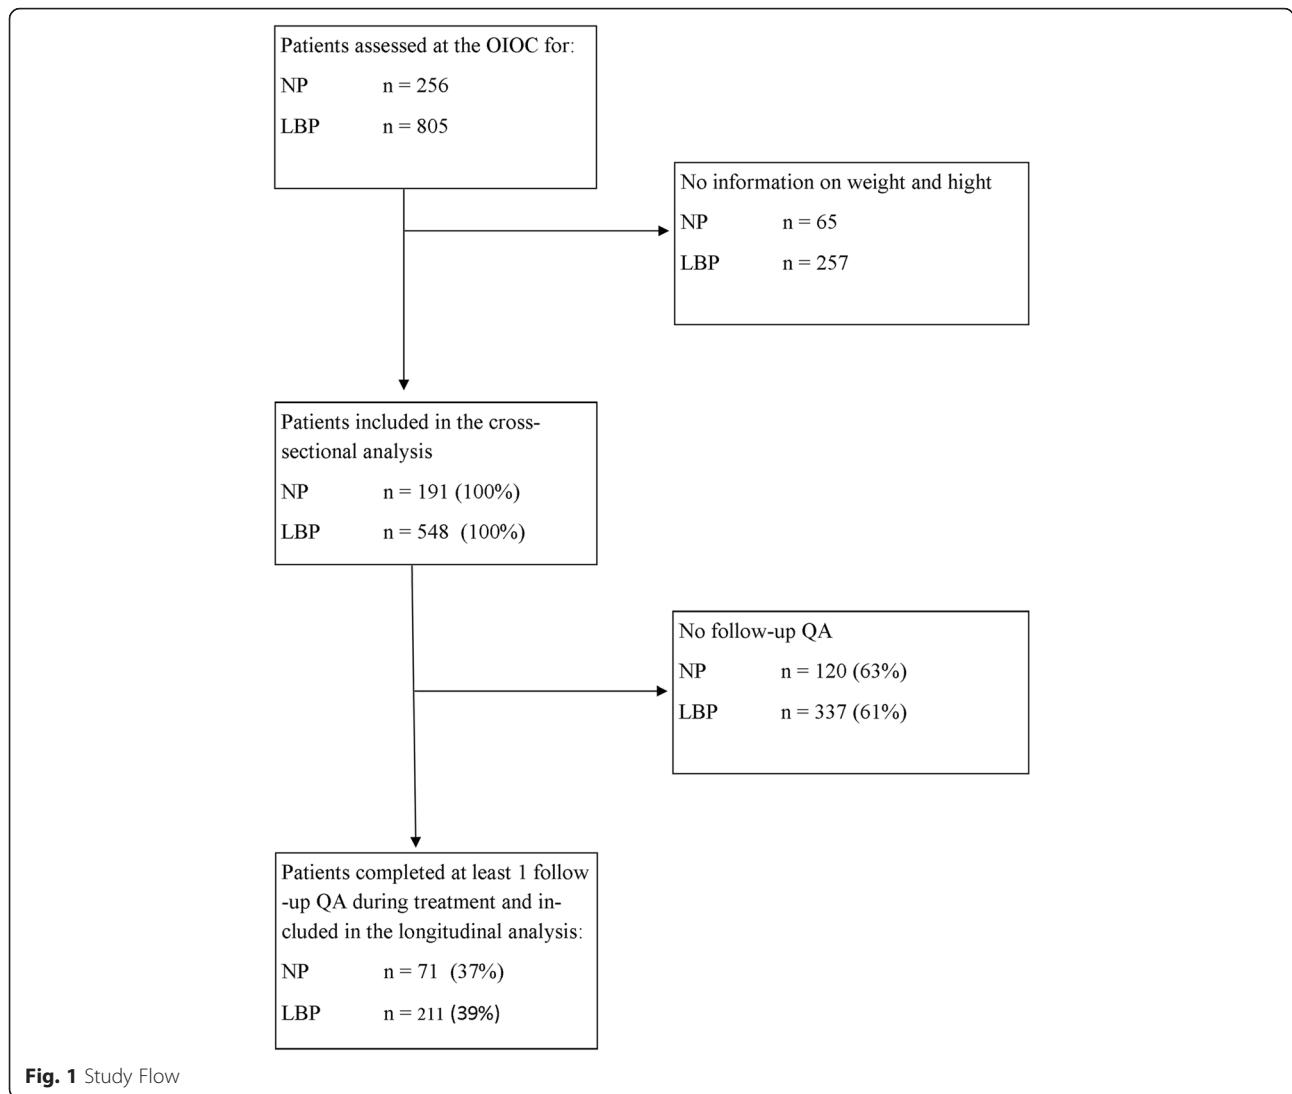 Patients assessed at the OIOC for:
NP n = 256
LBP n = 805
No information on weight and hight
NP n = 65
LBP n = 257
Patients included in the cross-
sectional analysis
NP n = 191 (100%)
LBP n = 548 (100%)
No follow-up QA
NP n = 120 (63%)
LBP n = 337 (61%)
Patients completed at least 1 follow
-up QA during treatment and in-
cluded in the longitudinal analysis:
NP n = 71 (37%)
LBP n = 211 (39%)
Fig. 1 Study Flow